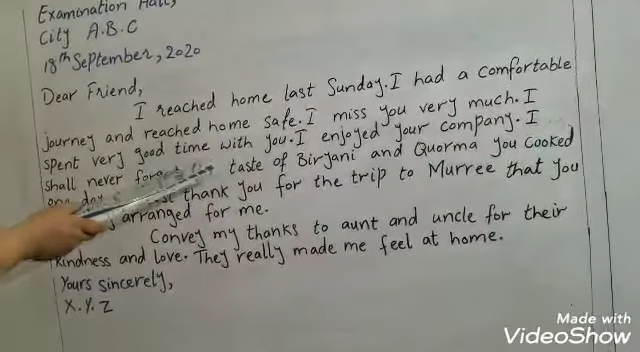 Examination Hall,
City A.B.C
18th September, 2020
Dear Friend,
I reached home last Sunday. I had a comfortable
journey and reached home safe. I miss you very much. I
spent very good time with you. I enjoyed your company. I
shall never taste of Biryani and Quorma you cooked
one day thank you for the trip to Murree that you
arranged for me.
Convey my thanks to aunt and uncle for their
kindness and love. They really made me feel at home.
Yours sincerely,
X.Y.Z
Made with
VideoShow